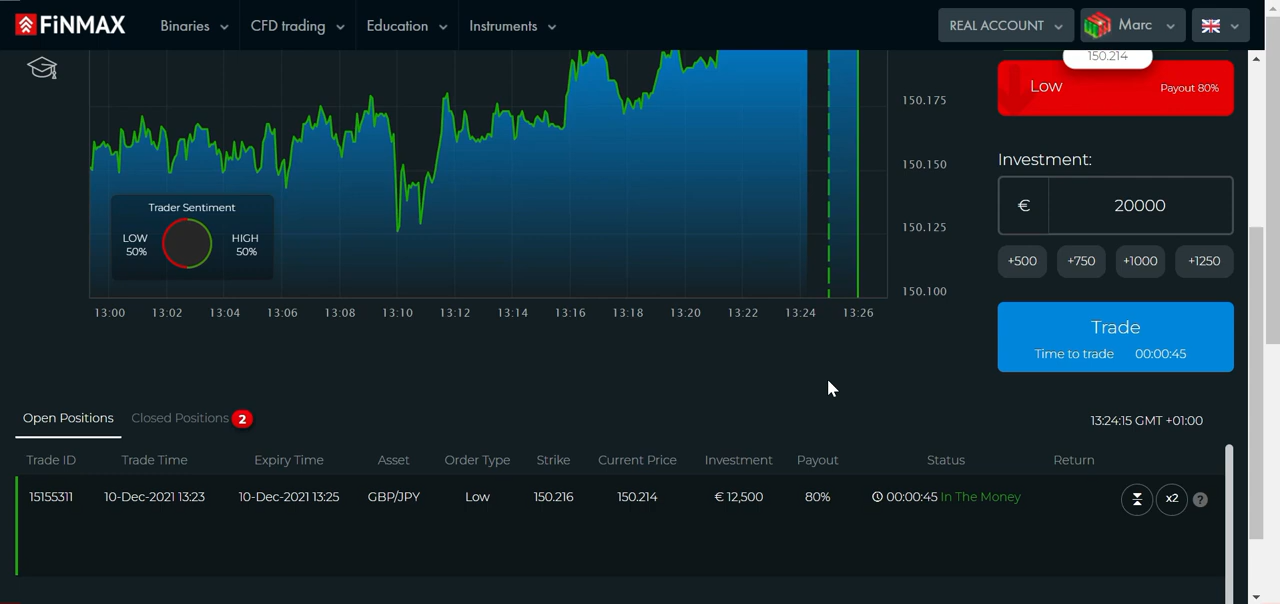 FiNMAX Binaries CFD trading Education Instruments REAL ACCOUNT Marc
150.214
Low Payout 80%
150.175
150.150
150.125
150.100
Trader Sentiment
LOW HIGH
50% 50%
13:00 13:02 13:04 13:06 13:08 13:10 13:12 13:14 13:16 13:18 13:20 13:22 13:24 13:26
Investment:
€ 20000
+500 +750 +1000 +1250
Trade
Time to trade 00:00:45
Open Positions Closed Positions 2 13:24:15 GMT +01:00
Trade ID Trade Time Expiry Time Asset Order Type Strike Current Price Investment Payout Status Return
15155311 10-Dec-2021 13:23 10-Dec-2021 13:25 GBP/JPY Low 150.216 150.214 € 12,500 80% 00:00:45 In The Money x2 ?